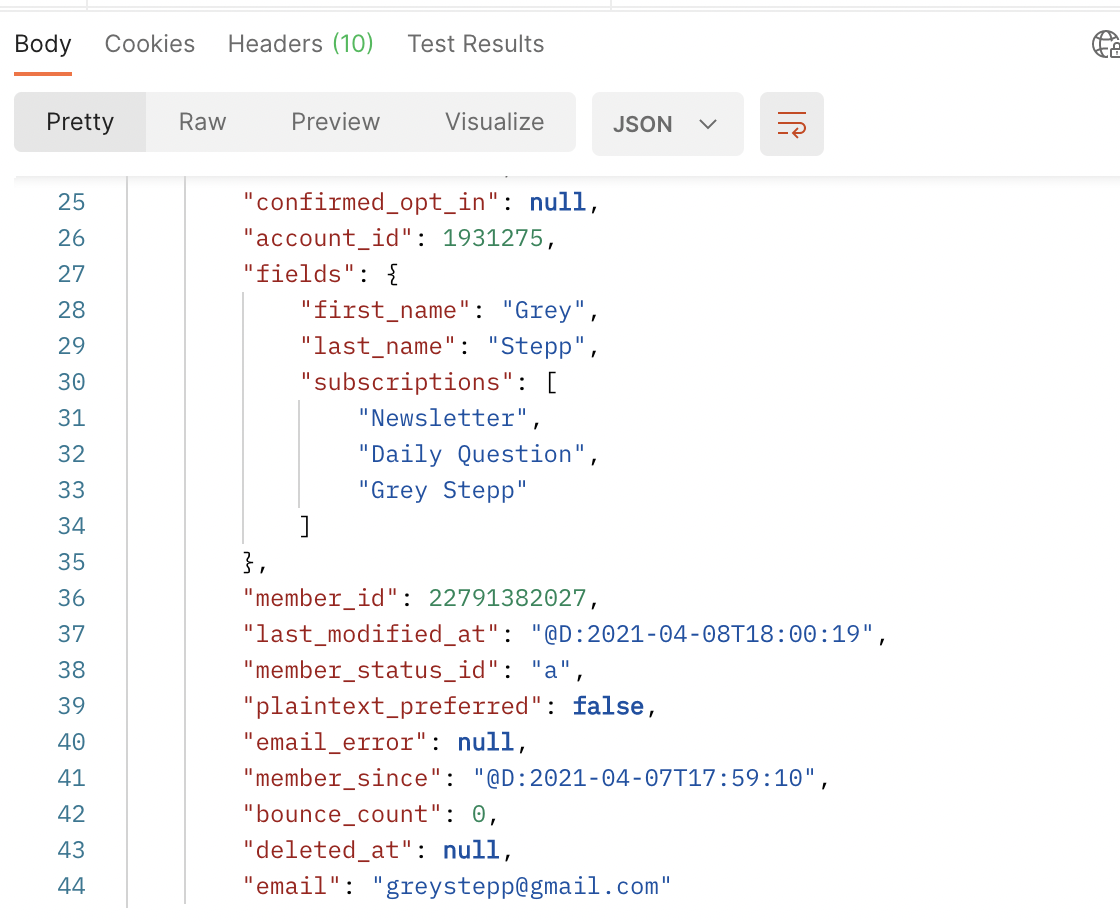 Body Cookies Headers (10) Test Results
Pretty Raw Preview Visualize JSON
25 "confirmed_opt_in": null,
26 "account_id": 1931275,
27 "fields": {
28 "first_name": "Grey",
29 "last_name": "Stepp",
30 "subscriptions": [
31 "Newsletter",
32 "Daily Question",
33 "Grey Stepp"
34 ]
35 },
36 "member_id": 22791382027,
37 "last_modified_at": "@D:2021-04-08T18:00:19",
38 "member_status_id": "a",
39 "plaintext_preferred": false,
40 "email_error": null,
41 "member_since": "@D:2021-04-07T17:59:10",
42 "bounce_count": 0,
43 "deleted_at": null,
44 "email": "greystepp@gmail.com"